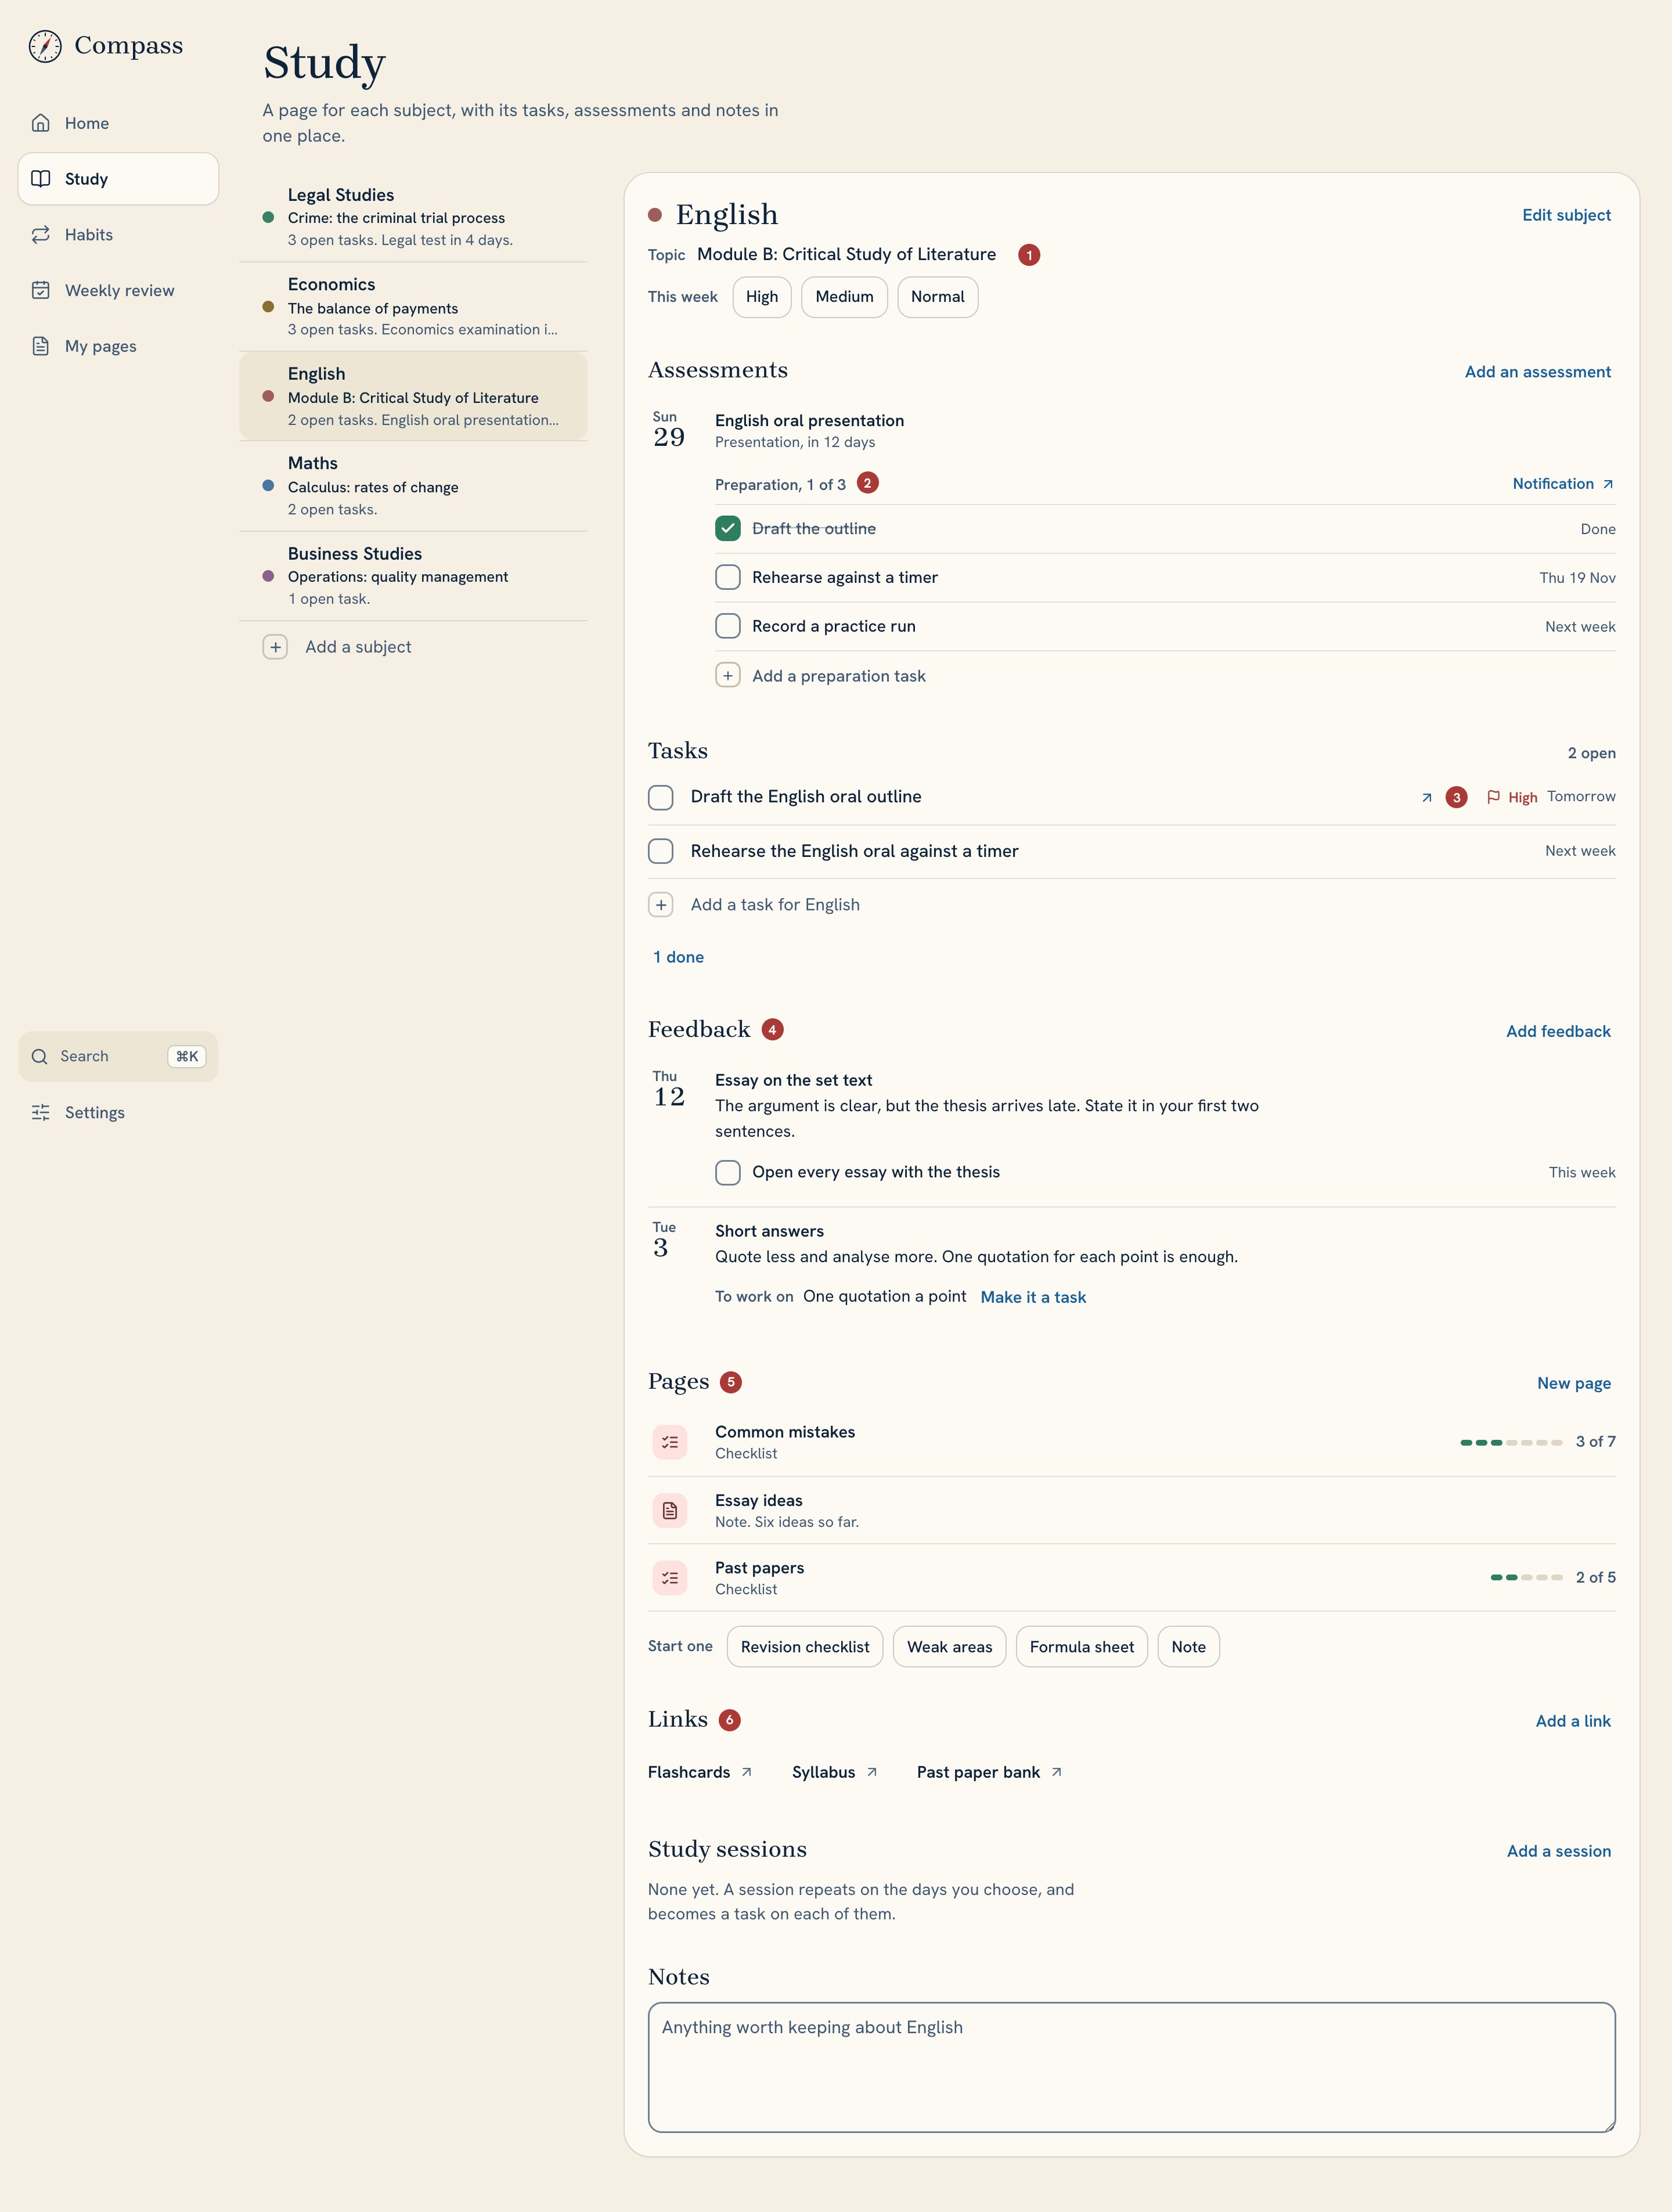 Compass
Home
Study
Habits
Weekly review
My pages
Search ⌘K
Settings
Study
A page for each subject, with its tasks, assessments and notes in
one place.
Legal Studies
Crime: the criminal trial process
3 open tasks. Legal test in 4 days.
Economics
The balance of payments
3 open tasks. Economics examination i...
English
Module B: Critical Study of Literature
2 open tasks. English oral presentation...
Maths
Calculus: rates of change
2 open tasks.
Business Studies
Operations: quality management
1 open task.
Add a subject
English Edit subject
Topic Module B: Critical Study of Literature 1
This week High Medium Normal
Assessments Add an assessment
Sun
29
English oral presentation
Presentation, in 12 days
Preparation, 1 of 3 2 Notification
Draft the outline Done
Rehearse against a timer Thu 19 Nov
Record a practice run Next week
Add a preparation task
Tasks 2 open
Draft the English oral outline 3 High Tomorrow
Rehearse the English oral against a timer Next week
Add a task for English
1 done
Feedback 4 Add feedback
Thu
12
Essay on the set text
The argument is clear, but the thesis arrives late. State it in your first two
sentences.
Open every essay with the thesis This week
Tue
3
Short answers
Quote less and analyse more. One quotation for each point is enough.
To work on One quotation a point Make it a task
Pages 5 New page
Common mistakes
Checklist
3 of 7
Essay ideas
Note. Six ideas so far.
Past papers
Checklist
2 of 5
Start one Revision checklist Weak areas Formula sheet Note
Links 6 Add a link
Flashcards Syllabus Past paper bank
Study sessions Add a session
None yet. A session repeats on the days you choose, and
becomes a task on each of them.
Notes
Anything worth keeping about English